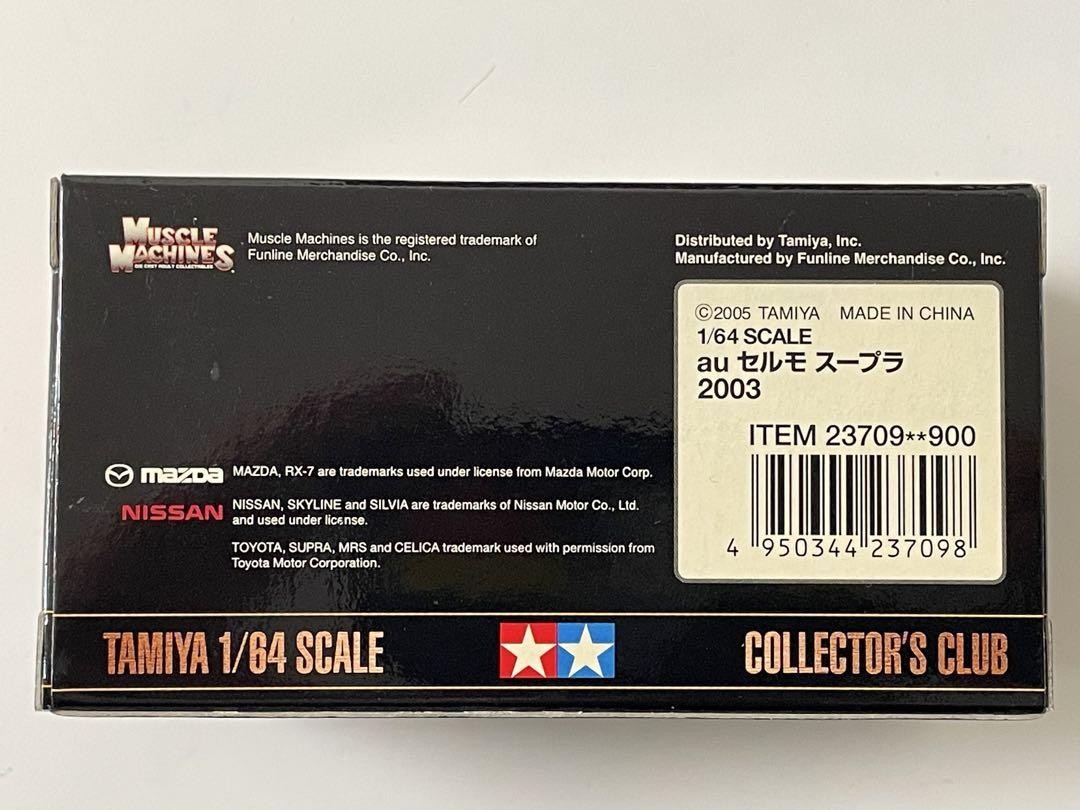 MUSCLE MACHINES
DIE CAST ADULT COLLECTIBLES
Muscle Machines is the registered trademark of
Funline Merchandise Co., Inc.
Distributed by Tamiya, Inc.
Manufactured by Funline Merchandise Co., Inc.
©2005 TAMIYA MADE IN CHINA
1/64 SCALE
au セルモ スープラ
2003
ITEM 23709**900
4 950344 237098
mazda
MAZDA, RX-7 are trademarks used under license from Mazda Motor Corp.
NISSAN
NISSAN, SKYLINE and SILVIA are trademarks of Nissan Motor Co., Ltd.
and used under license.
TOYOTA, SUPRA, MRS and CELICA trademark used with permission from
Toyota Motor Corporation.
TAMIYA 1/64 SCALE
COLLECTOR'S CLUB